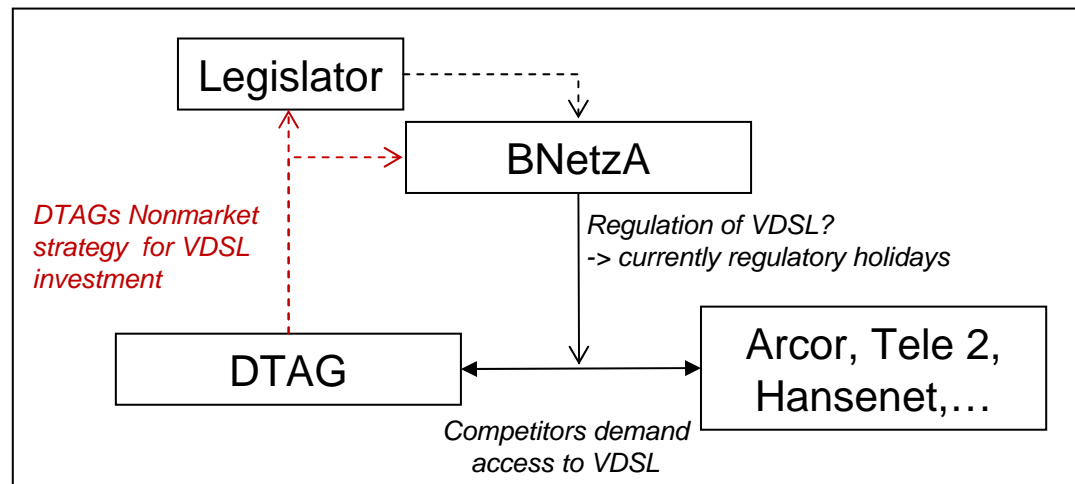 Legislator
BNetzA
DTAGs Nonmarket
strategy for VDSL
investment
Regulation of VDSL?
-> currently regulatory holidays
DTAG
Arcor, Tele 2,
Hansenet,…
Competitors demand
access to VDSL